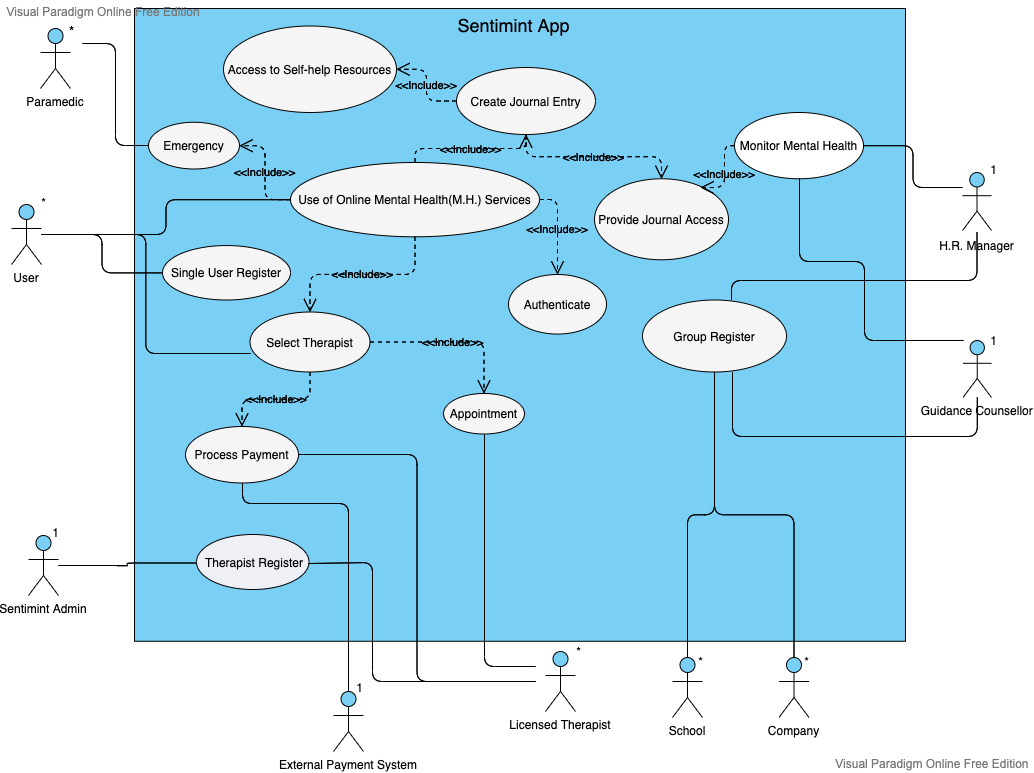 Visual Paradigm Online Free Edition
Sentimint App
*
Paramedic
Access to Self-help Resources
<<Include>>
Create Journal Entry
Emergency
<<Include>>
<<Include>>
<<Include>>
Monitor Mental Health
<<Include>>
1
H.R. Manager
*
User
Use of Online Mental Health(M.H.) Services
Provide Journal Access
<<Include>>
Single User Register
<<Include>>
Authenticate
Select Therapist
<<Include>>
Group Register
1
Guidance Counsellor
<<Include>>
Appointment
Process Payment
1
Sentimint Admin
Therapist Register
1
External Payment System
*
Licensed Therapist
*
School
*
Company
Visual Paradigm Online Free Edition